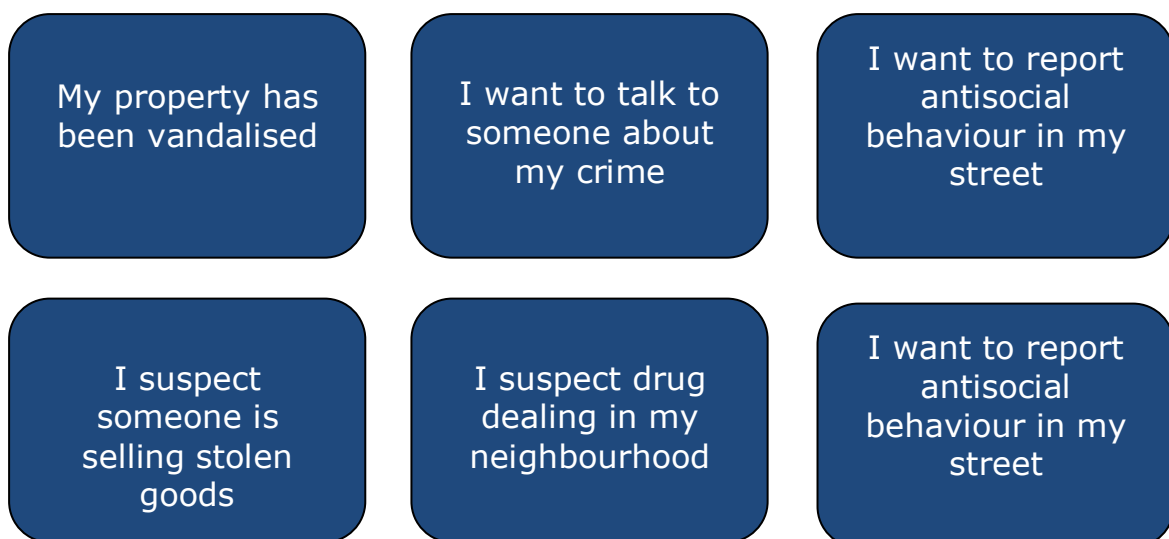 My property has
been vandalised
I want to talk to
someone about
my crime
I want to report
antisocial
behaviour in my
street
I suspect
someone is
selling stolen
goods
I suspect drug
dealing in my
neighbourhood
I want to report
antisocial
behaviour in my
street